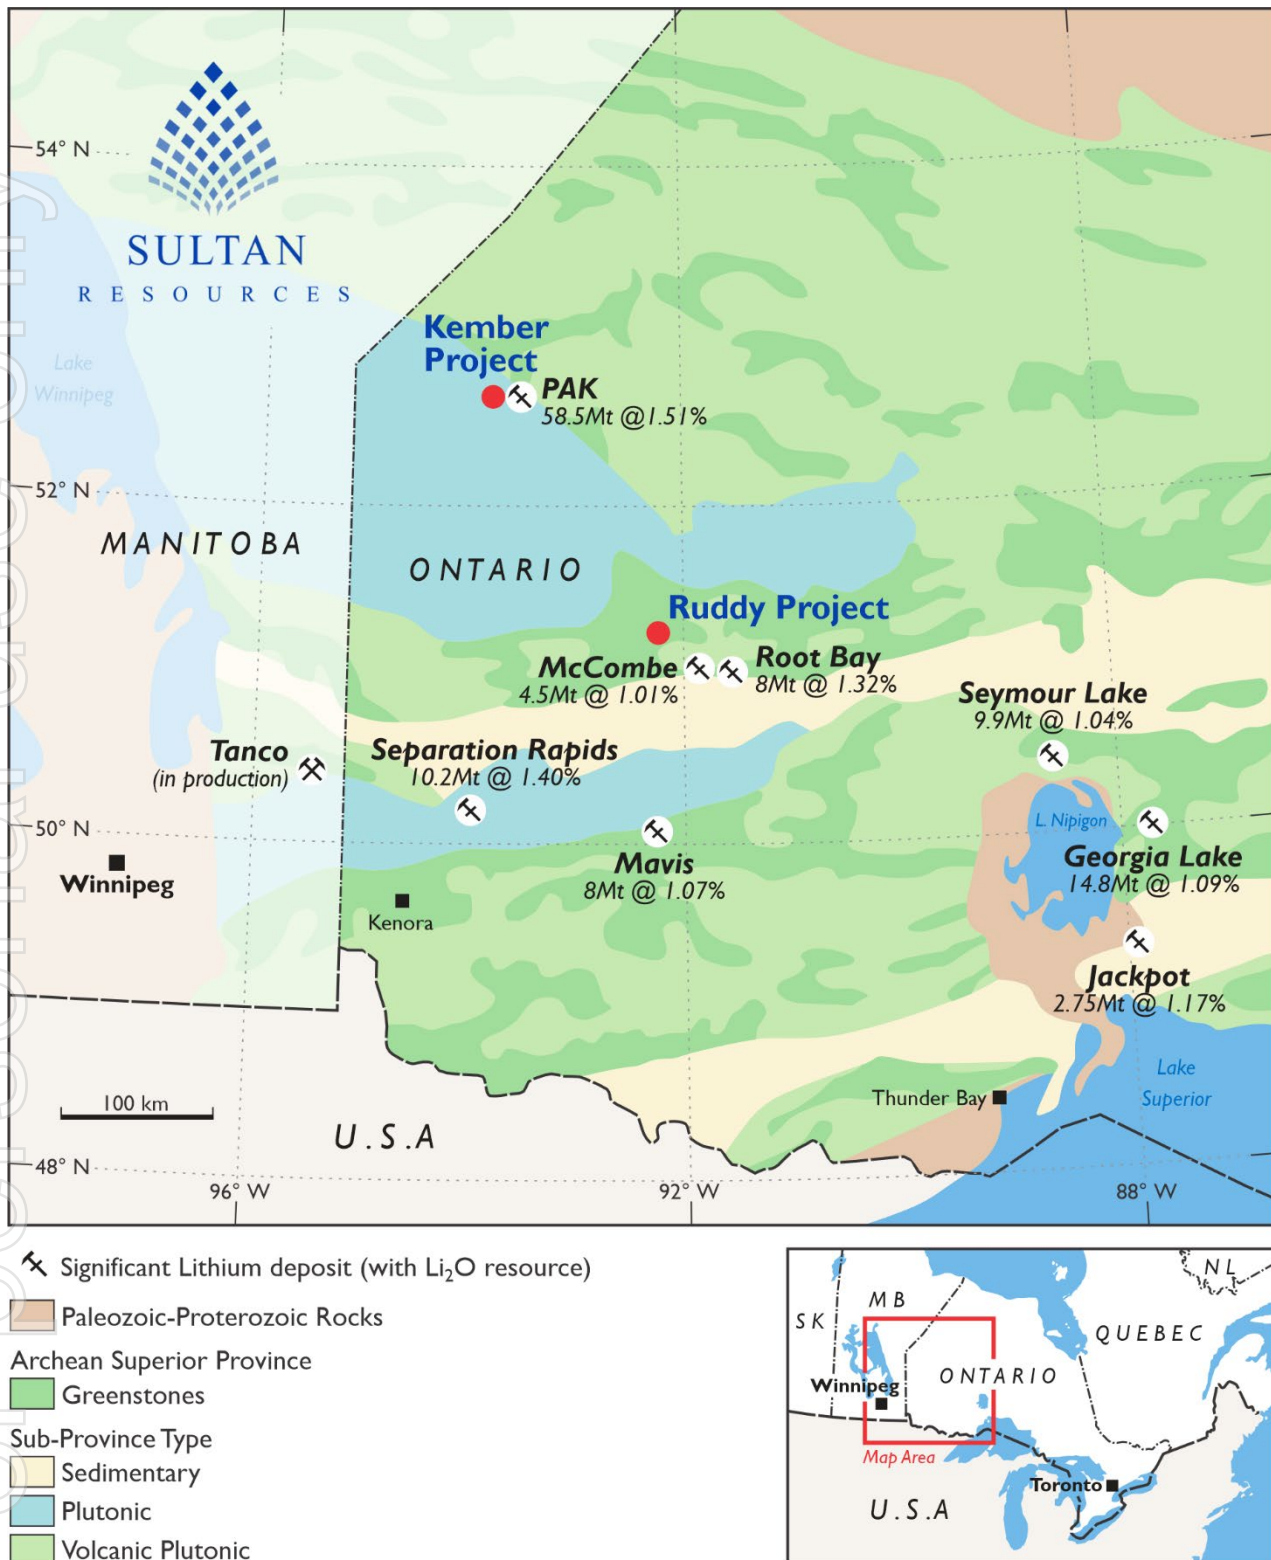 54° N
SULTAN
RESOURCES
Kember
Project
Lake
Winnipeg
PAK
58.5Mt @1.51%
52° N
MANITOBA
ONTARIO
Ruddy Project
McCombe
4.5Mt @ 1.01%
Root Bay
8Mt @ 1.32%
Seymour Lake
9.9Mt @ 1.04%
Tanco
(in production)
Separation Rapids
10.2Mt @ 1.40%
50° N
L. Nipigon
Winnipeg
Mavis
8Mt @ 1.07%
Georgia Lake
14.8Mt @ 1.09%
Kenora
Jackpot
2.75Mt @ 1.17%
Lake
Superior
Thunder Bay
100 km
U.S.A
48° N
96° W
92° W
88° W
Significant Lithium deposit (with Li₂O resource)
Paleozoic-Proterozoic Rocks
Archean Superior Province
Greenstones
Sub-Province Type
Sedimentary
Plutonic
Volcanic Plutonic
NL
MB
SK
QUEBEC
ONTARIO
Winnipeg
Map Area
Toronto
U.S.A